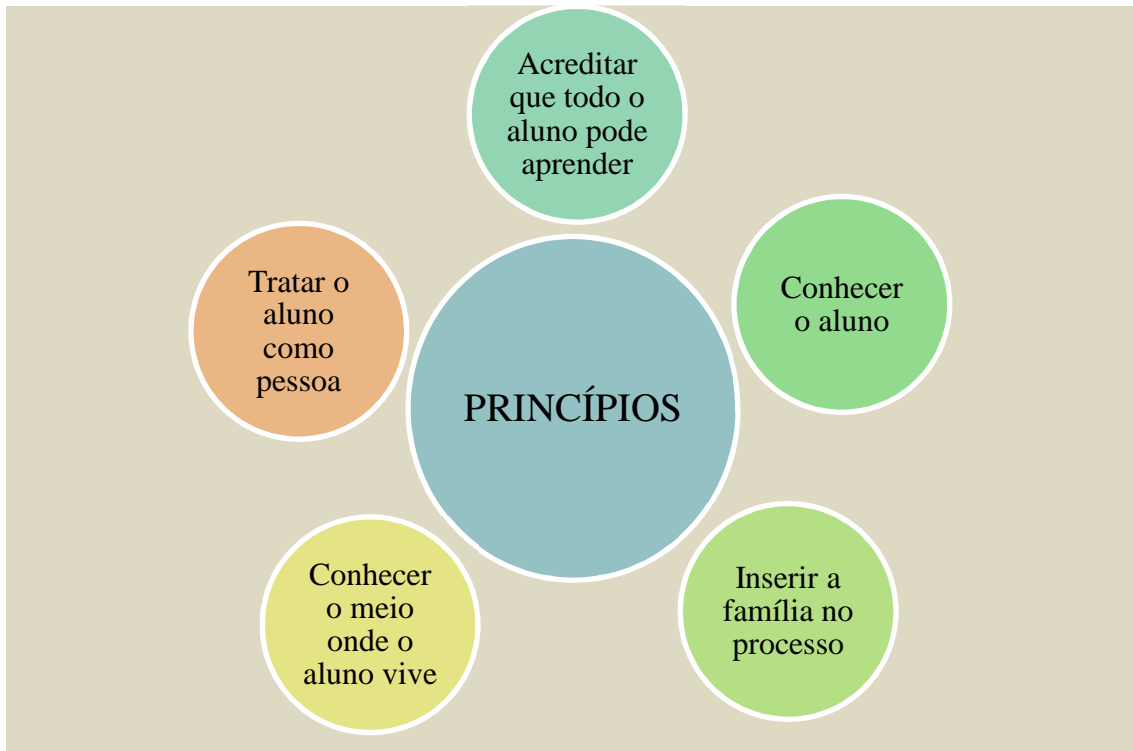 Acreditar
que todo o
aluno pode
aprender
Conhecer
o aluno
Tratar o
aluno
como
pessoa
PRINCÍPIOS
Inserir a
família no
processo
Conhecer
o meio
onde o
aluno vive